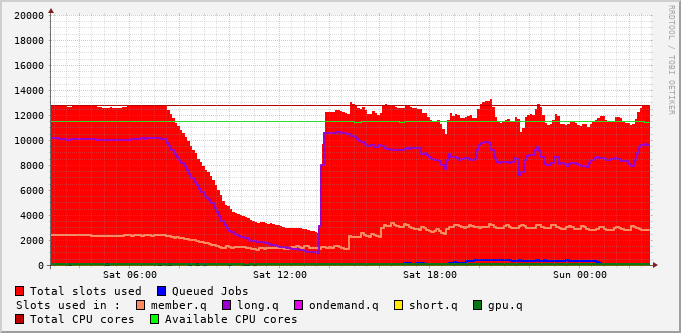 20000
18000
16000
14000
12000
10000
8000
6000
4000
2000
0
Sat 06:00 Sat 12:00 Sat 18:00 Sun 00:00
RRDTOOL / TOBI OETIKER
Total slots used Queued Jobs
Slots used in : member.q long.q ondemand.q short.q gpu.q
Total CPU cores Available CPU cores